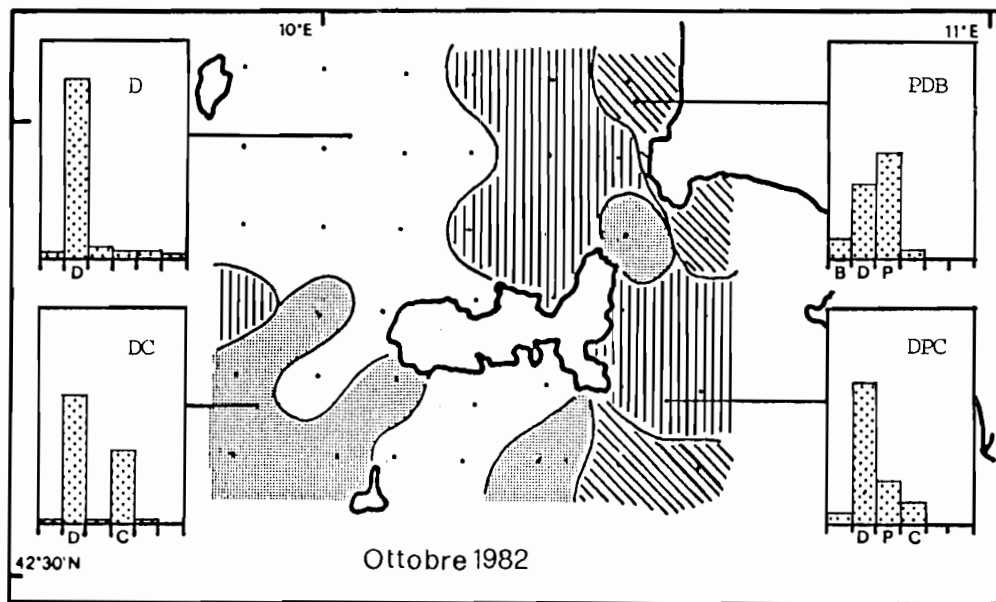 10°E
11°E
D
D
PDB
B D P
DC
D C
DPC
D P C
42°30'N
Ottobre 1982